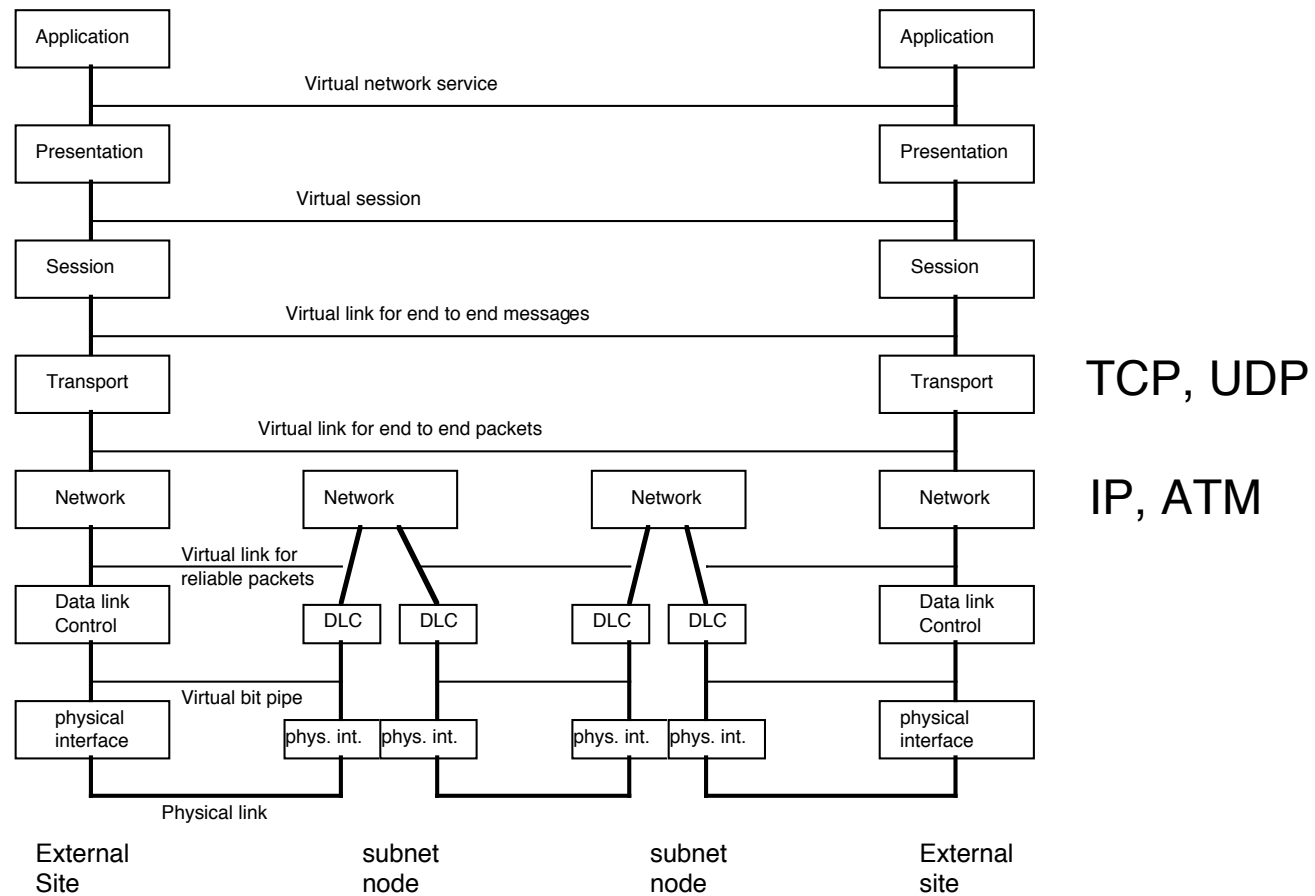 Application
Application
Virtual network service
Presentation
Presentation
Virtual session
Session
Session
Virtual link for end to end messages
Transport
Transport
TCP, UDP
Virtual link for end to end packets
Network
Network
Network
Network
IP, ATM
Virtual link for
reliable packets
Data link
Control
DLC
DLC
DLC
DLC
Data link
Control
Virtual bit pipe
physical
interface
phys. int.
phys. int.
phys. int.
phys. int.
physical
interface
Physical link
External
Site
subnet
node
subnet
node
External
site